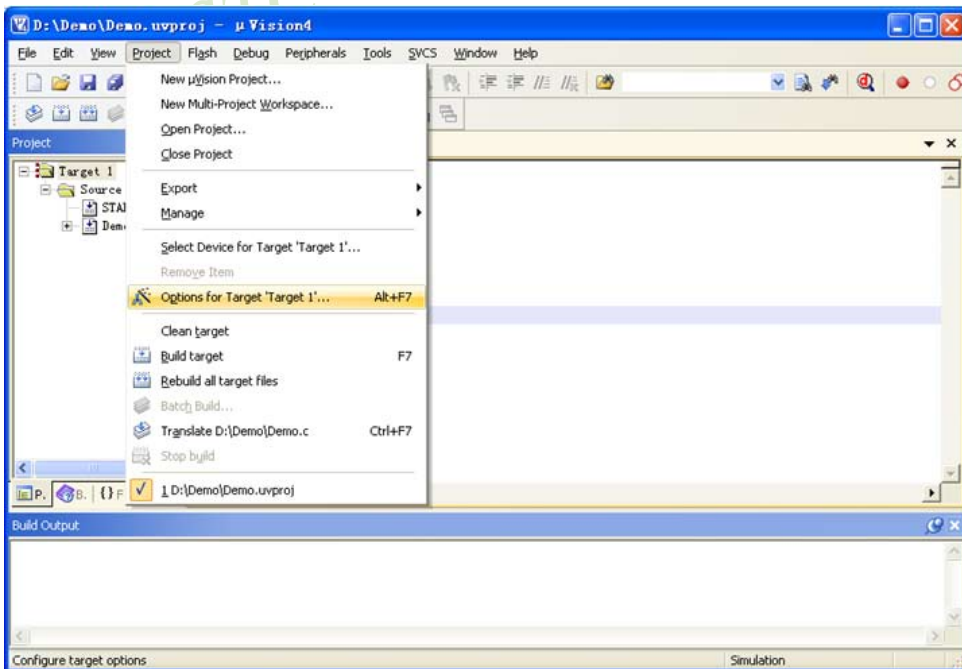 D:\Demo\Demo.uvproj - µVision4
File Edit View Project Flash Debug Peripherals Tools SVCS Window Help
New µVision Project...
New Multi-Project Workspace...
Open Project...
Close Project
Export
Manage
Select Device for Target 'Target 1'...
Remove Item
Options for Target 'Target 1'... Alt+F7
Clean target
Build target F7
Rebuild all target files
Batch Build...
Translate D:\Demo\Demo.c Ctrl+F7
Stop build
1 D:\Demo\Demo.uvproj
Project
Target 1
Source
STA
Dem
P. B. {} F
Build Output
Configure target options Simulation